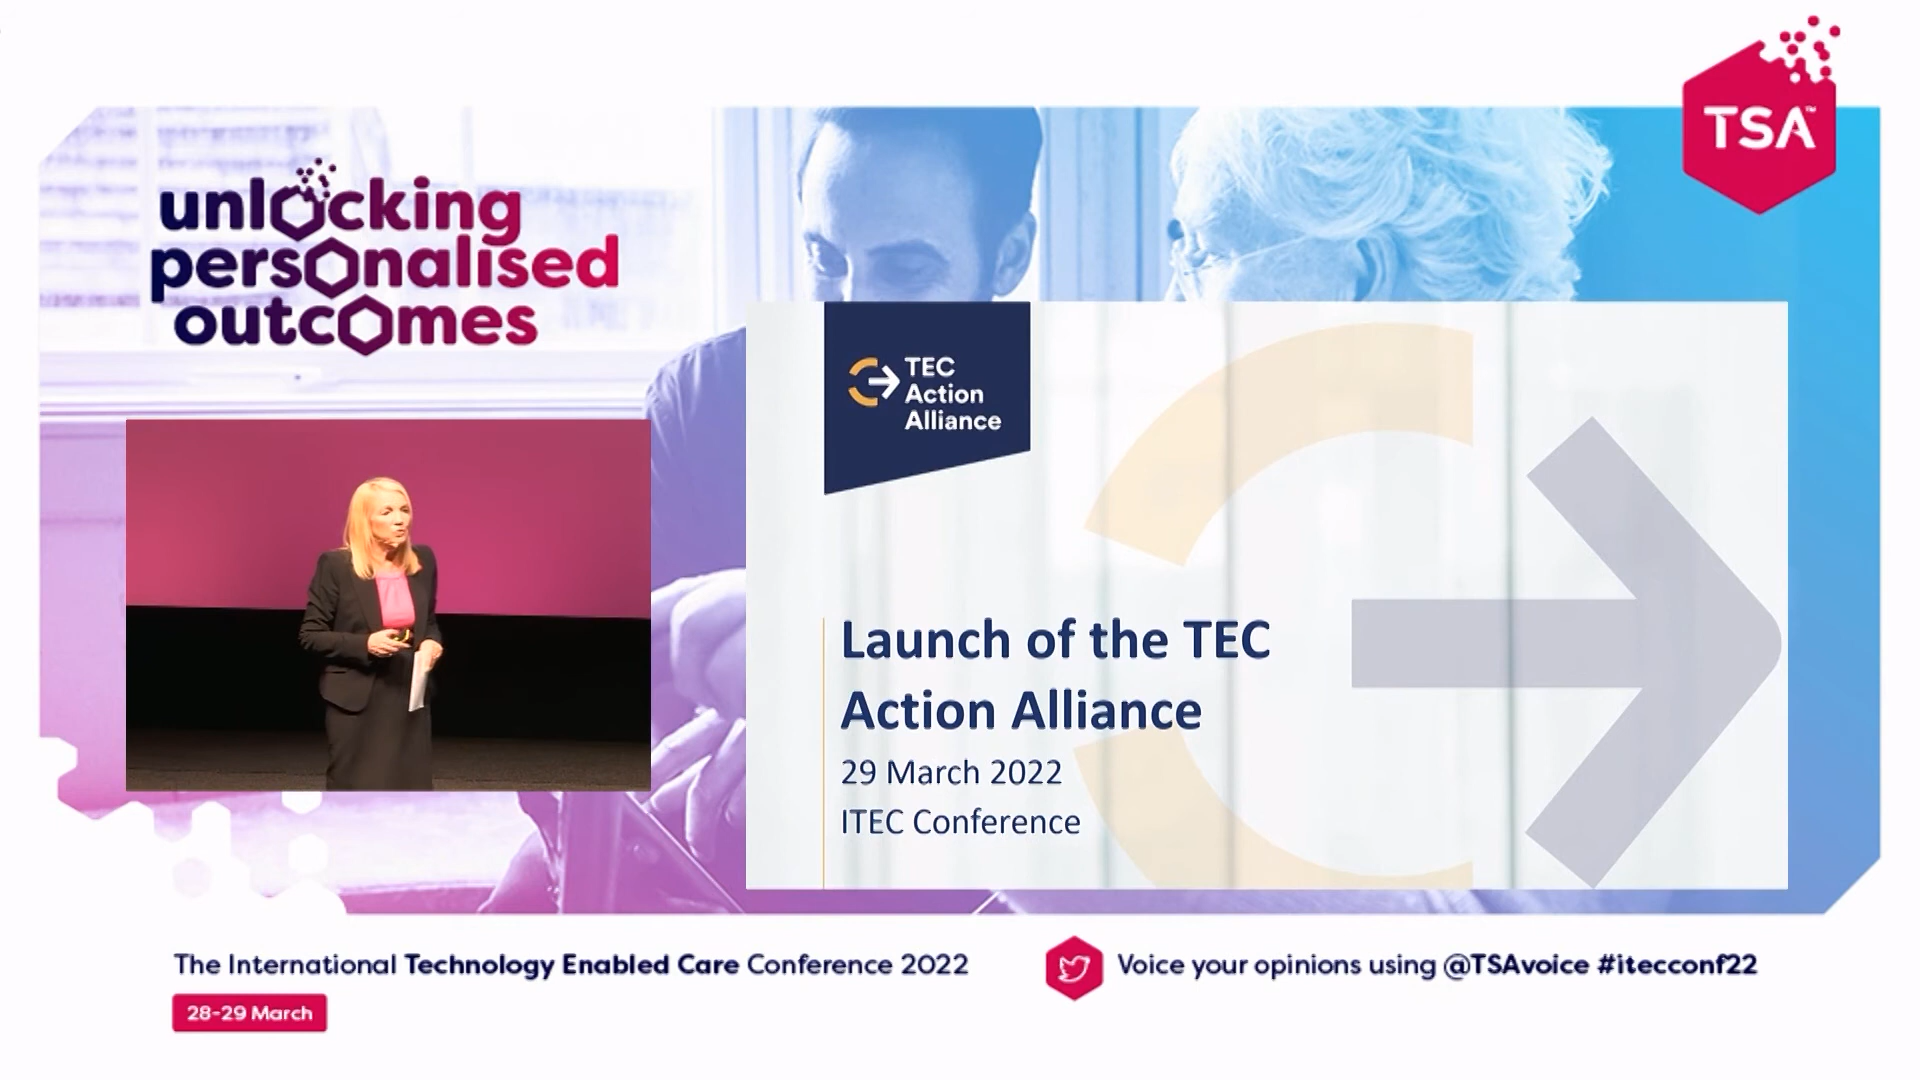 TSA™
unlocking
personalised
outcomes
TEC
Action
Alliance
Launch of the TEC
Action Alliance
29 March 2022
ITEC Conference
The International Technology Enabled Care Conference 2022
28-29 March
Voice your opinions using @TSAvoice #itecconf22